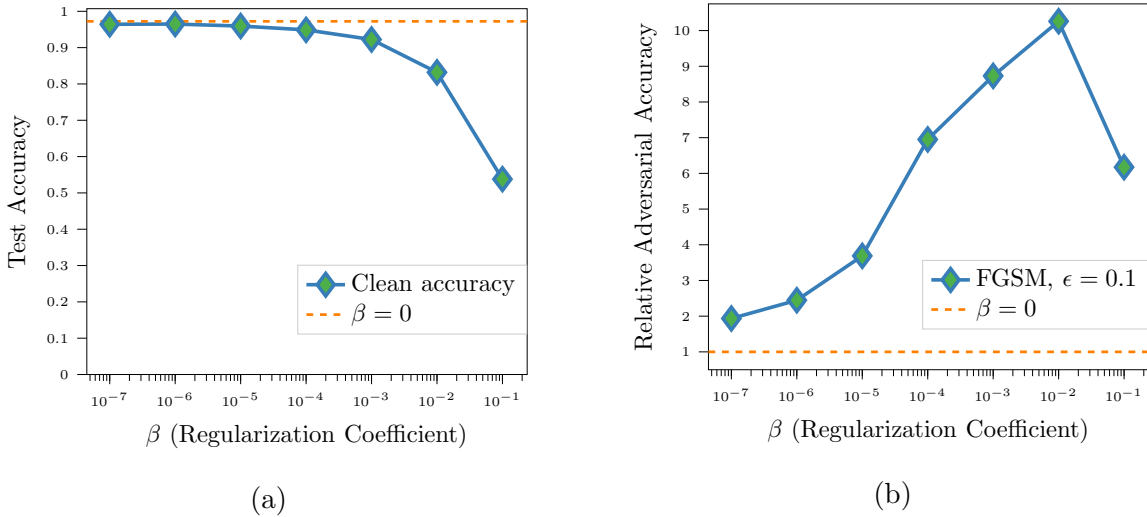 1
0.9
0.8
0.7
0.6
0.5
0.4
0.3
0.2
0.1
0
Test Accuracy
Clean accuracy
β = 0
10⁻⁷ 10⁻⁶ 10⁻⁵ 10⁻⁴ 10⁻³ 10⁻² 10⁻¹
β (Regularization Coefficient)
(a)
10
9
8
7
6
5
4
3
2
1
Relative Adversarial Accuracy
FGSM, ϵ = 0.1
β = 0
10⁻⁷ 10⁻⁶ 10⁻⁵ 10⁻⁴ 10⁻³ 10⁻² 10⁻¹
β (Regularization Coefficient)
(b)